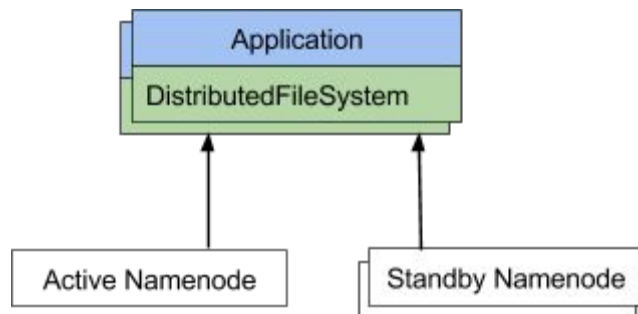 Application
DistributedFileSystem
Active Namenode
Standby Namenode